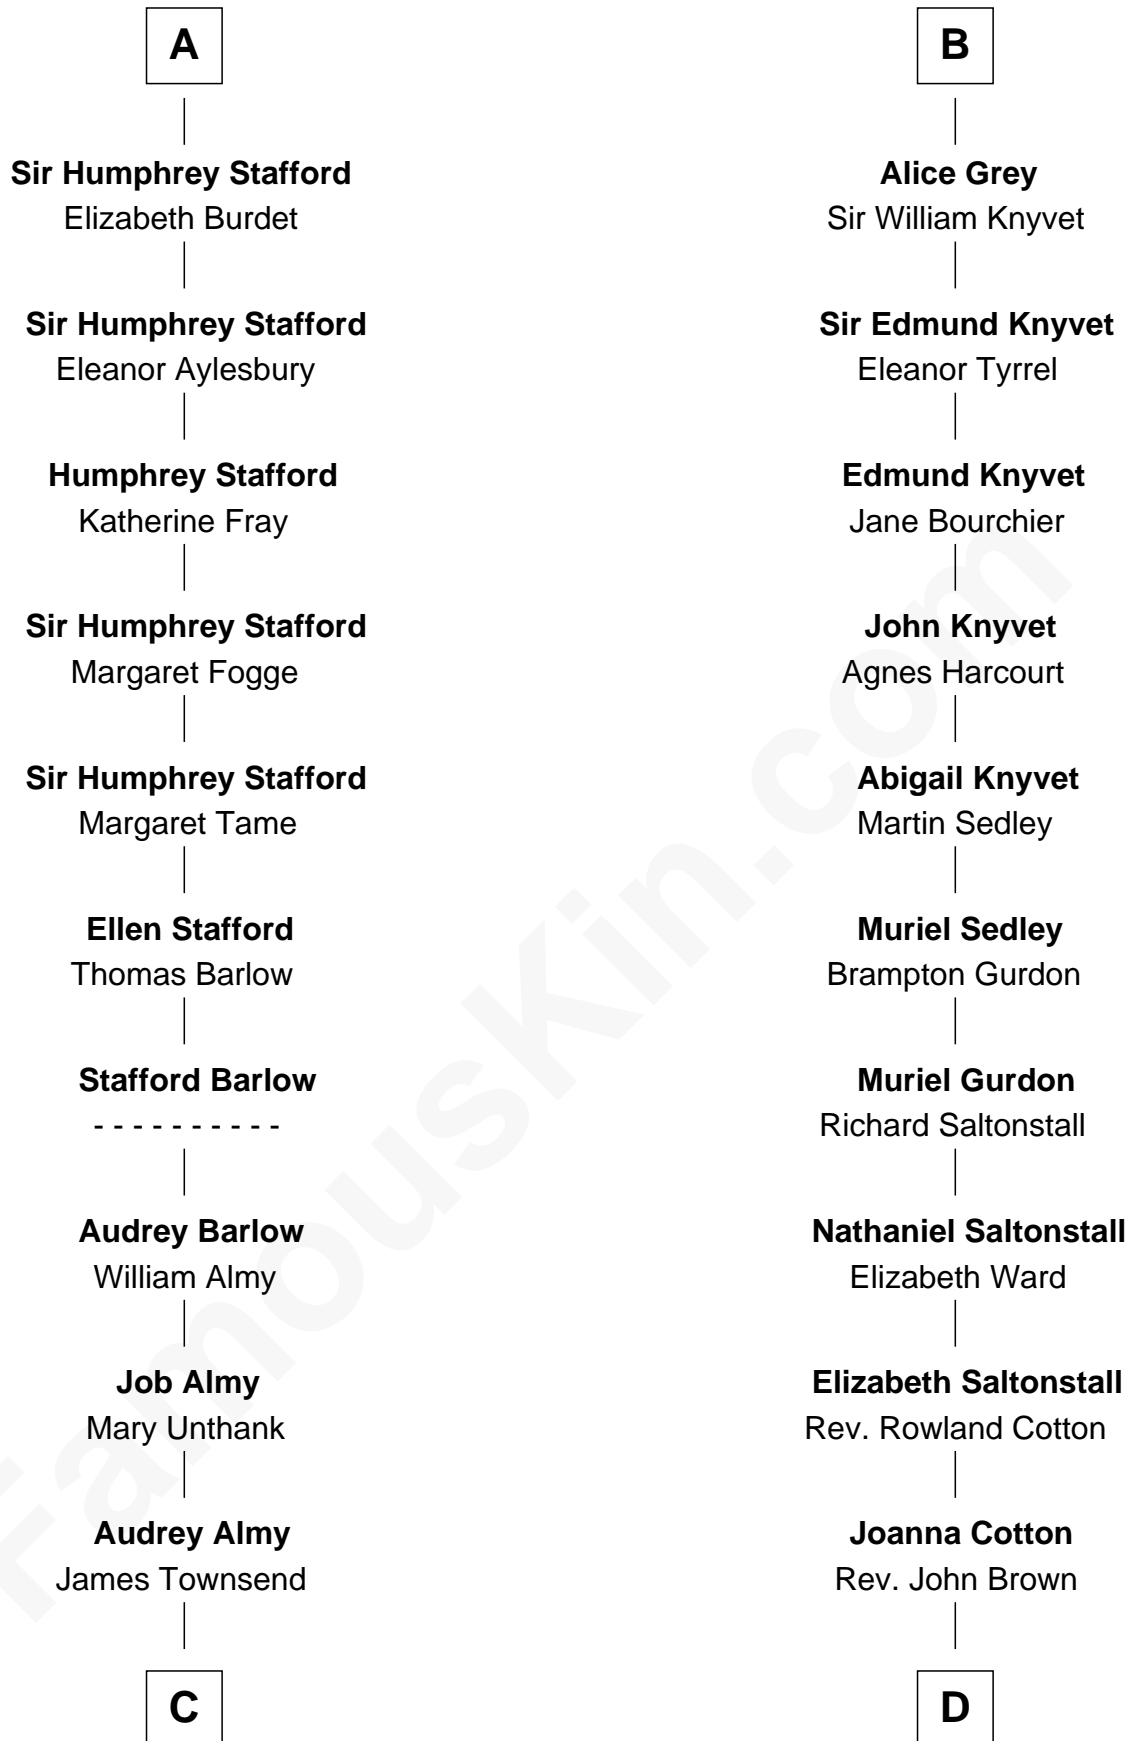 A
Sir Humphrey Stafford
Elizabeth Burdet
Sir Humphrey Stafford
Eleanor Aylesbury
Humphrey Stafford
Katherine Fray
Sir Humphrey Stafford
Margaret Fogge
Sir Humphrey Stafford
Margaret Tame
Ellen Stafford
Thomas Barlow
Stafford Barlow
- - - - - - - - - -
Audrey Barlow
William Almy
Job Almy
Mary Unthank
Audrey Almy
James Townsend
C
B
Alice Grey
Sir William Knyvet
Sir Edmund Knyvet
Eleanor Tyrrel
Edmund Knyvet
Jane Bourchier
John Knyvet
Agnes Harcourt
Abigail Knyvet
Martin Sedley
Muriel Sedley
Brampton Gurdon
Muriel Gurdon
Richard Saltonstall
Nathaniel Saltonstall
Elizabeth Ward
Elizabeth Saltonstall
Rev. Rowland Cotton
Joanna Cotton
Rev. John Brown
D
FamousKin.com